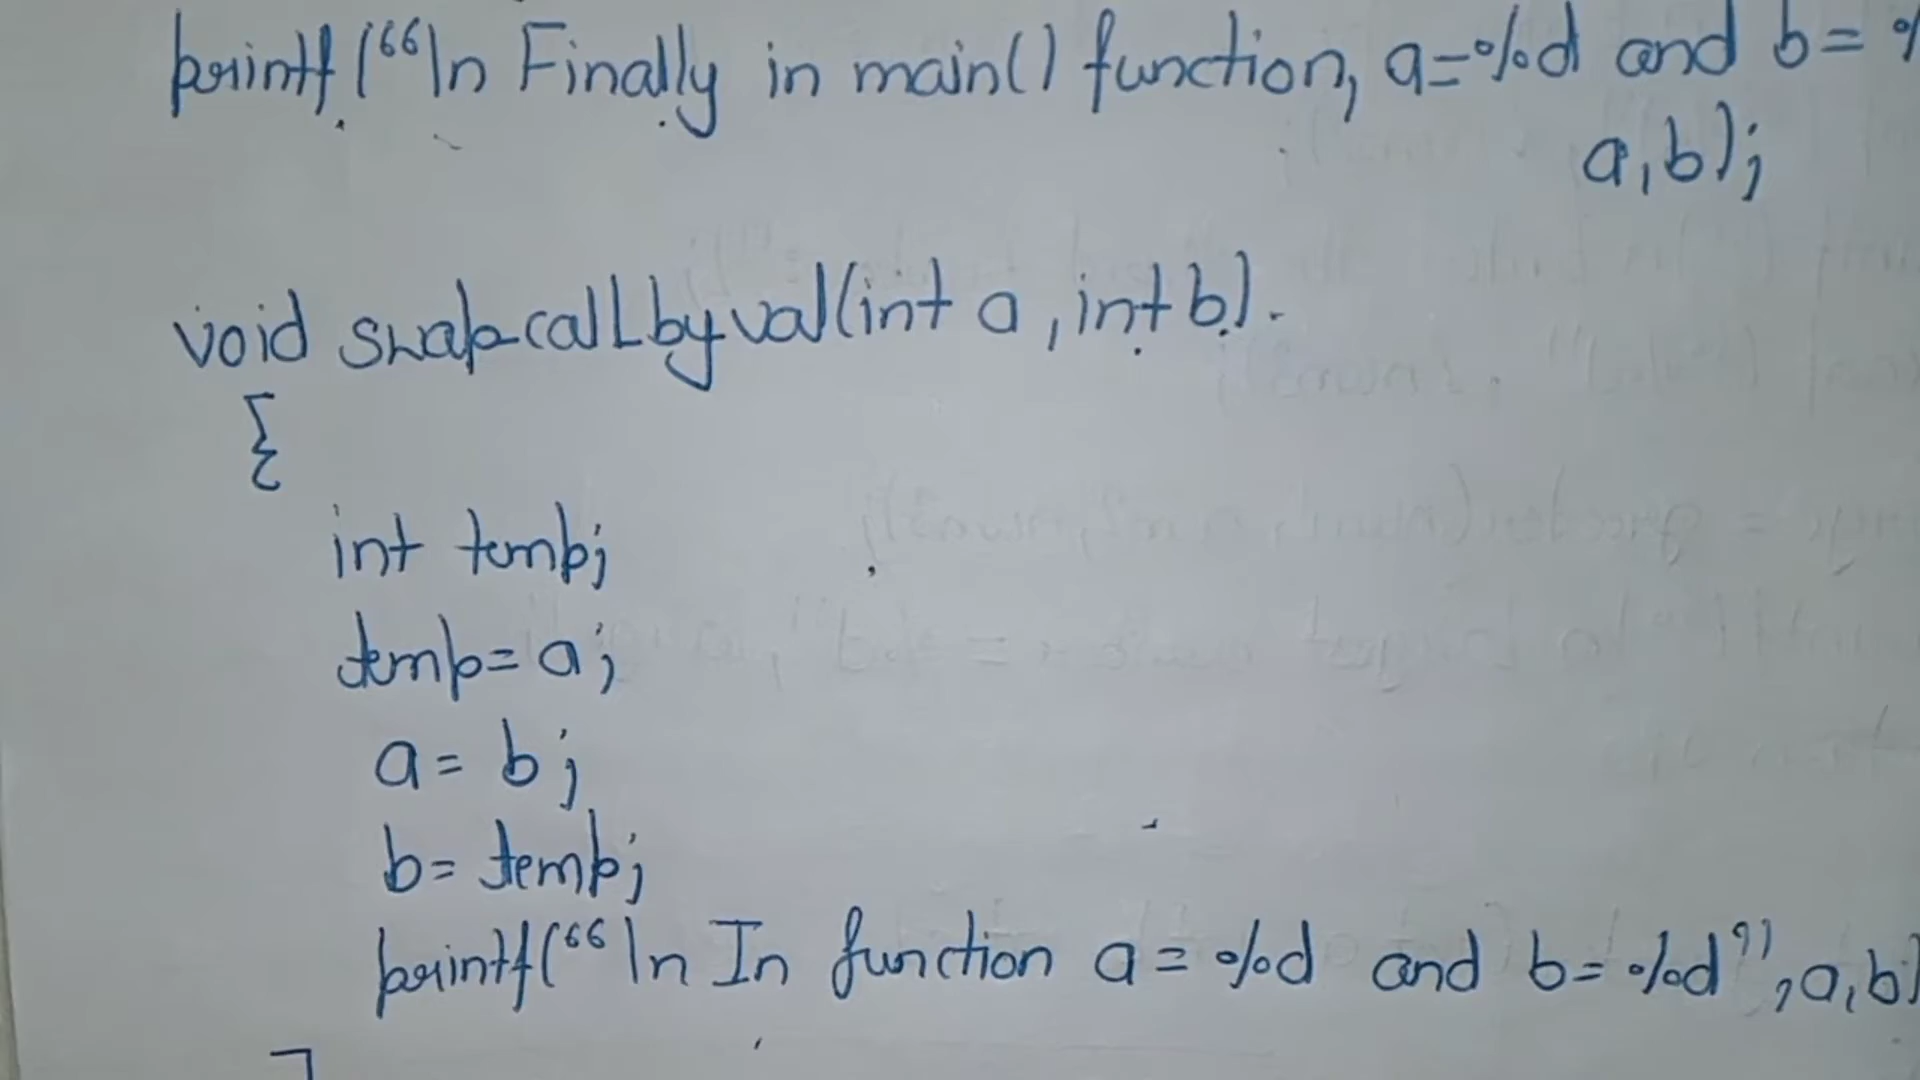 printf ("\n Finally in main() function, a=%d and b= %
a,b);
void swapcallbyval(int a, int b).
{
int temp;
temp= a;
a= b;
b= temp;
printf("\n In function a= %d and b= %d", a,b)